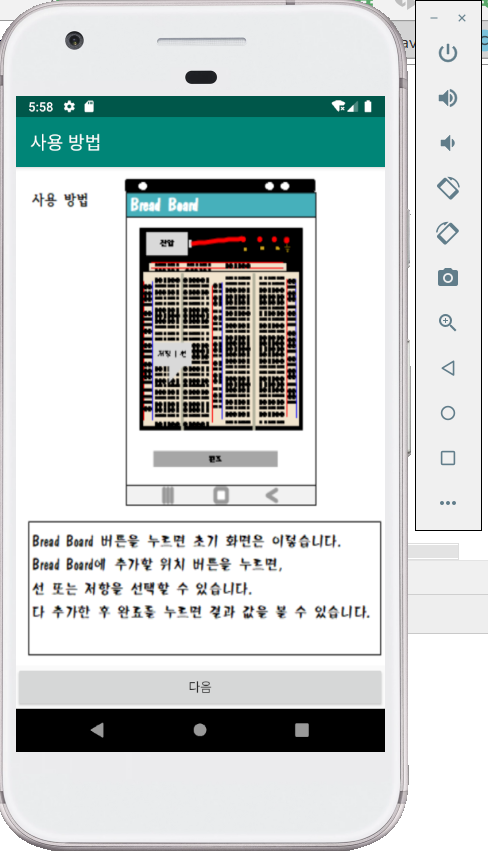 5:58
사용 방법
사용 방법
Bread Board
전압
저항 | 선
완료
Bread Board 버튼을 누르면 초기 화면은 이렇습니다.
Bread Board에 추가할 위치 버튼을 누르면,
선 또는 저항을 선택할 수 있습니다.
다 추가한 후 완료를 누르면 결과 값을 볼 수 있습니다.
다음